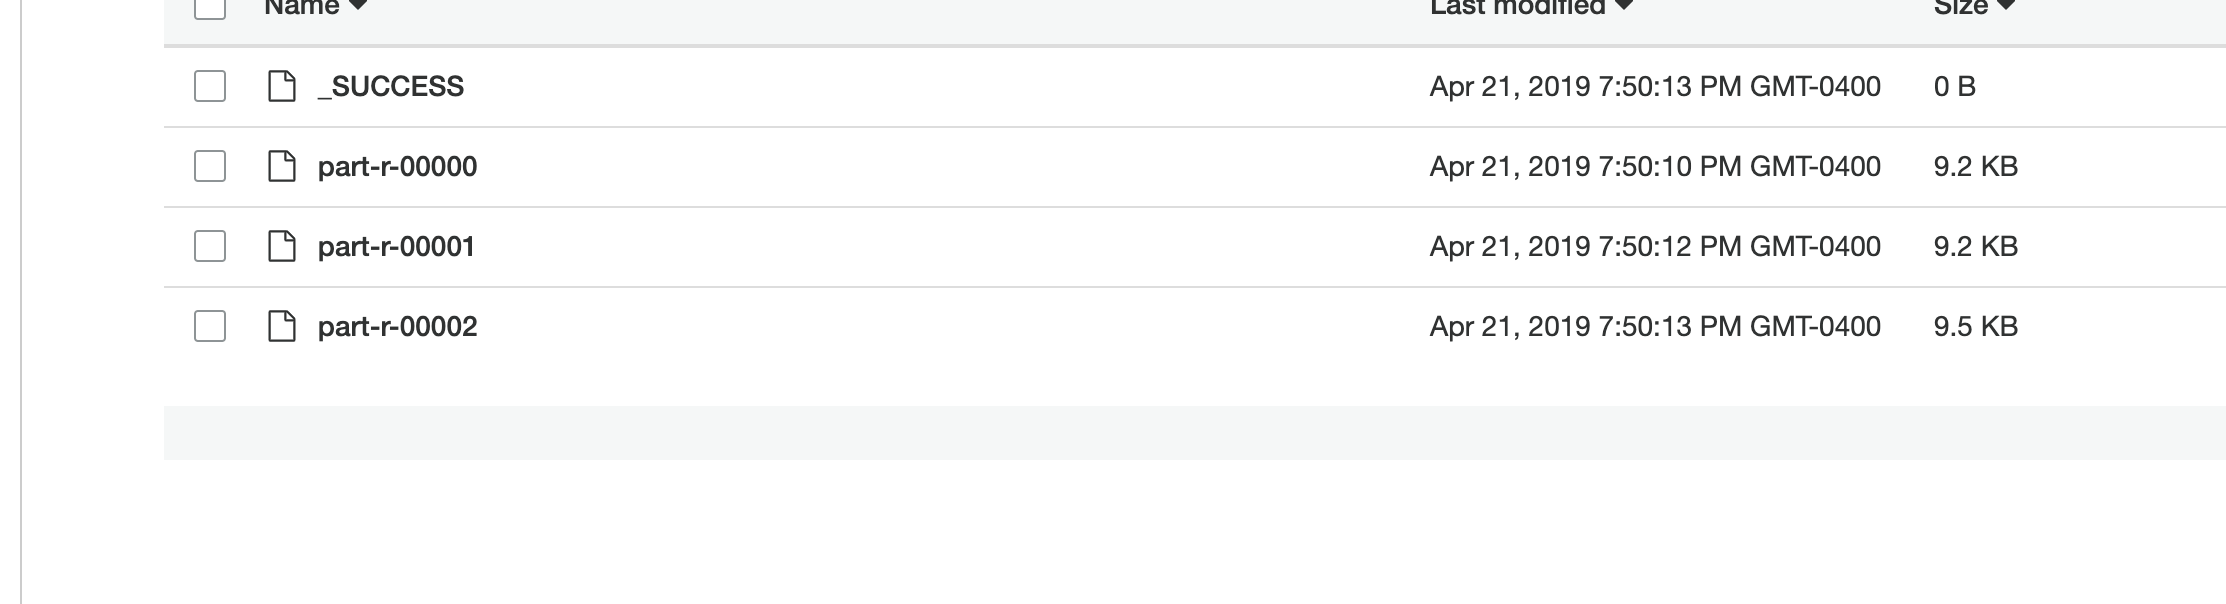 Name Last modified Size
_SUCCESS Apr 21, 2019 7:50:13 PM GMT-0400 0 B
part-r-00000 Apr 21, 2019 7:50:10 PM GMT-0400 9.2 KB
part-r-00001 Apr 21, 2019 7:50:12 PM GMT-0400 9.2 KB
part-r-00002 Apr 21, 2019 7:50:13 PM GMT-0400 9.5 KB